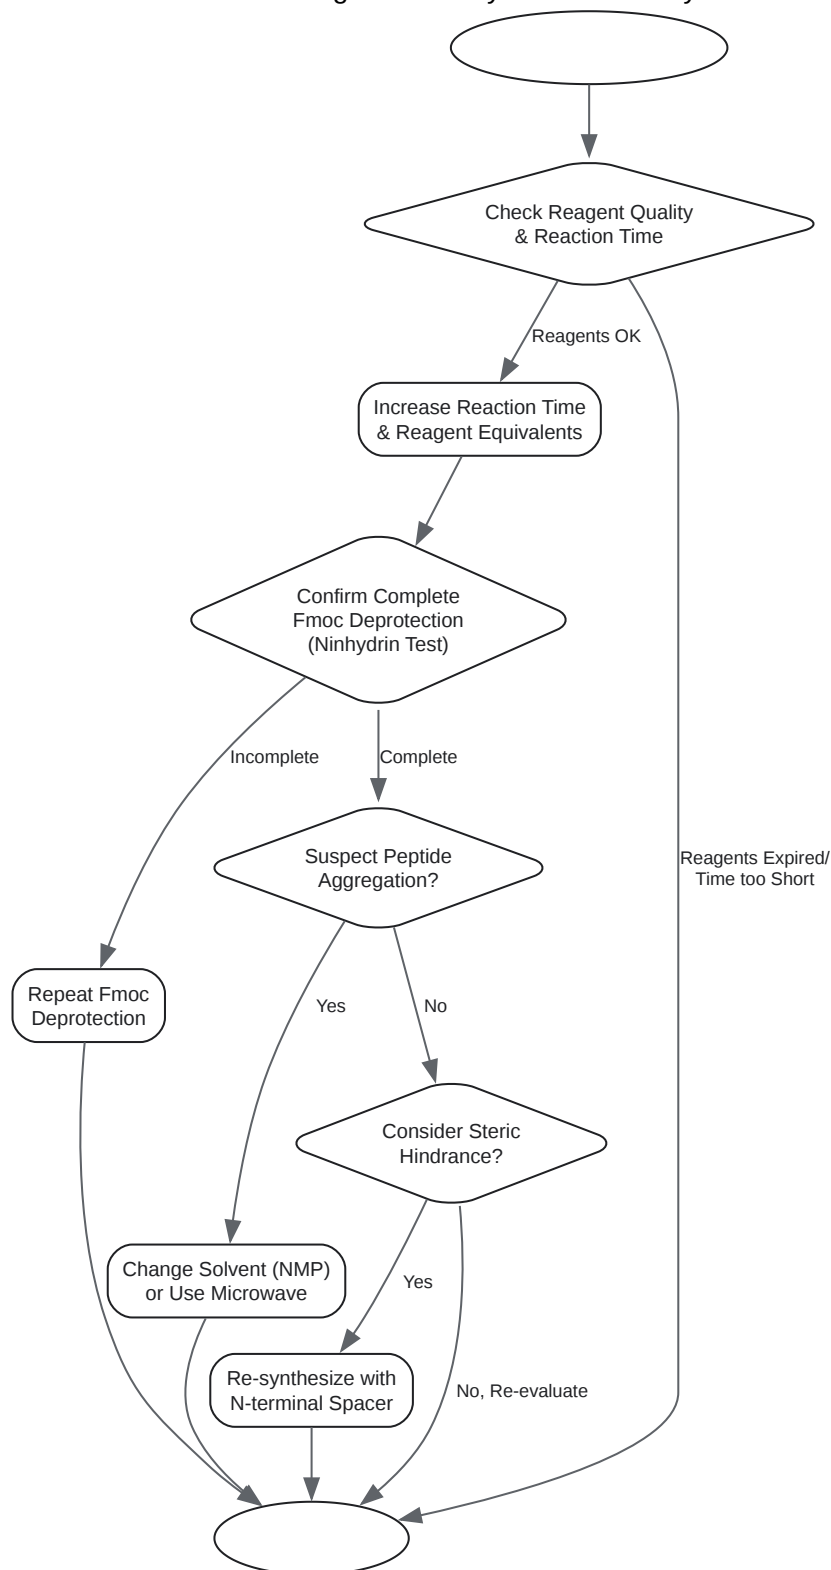 Check Reagent Quality
& Reaction Time
Reagents OK
Increase Reaction Time
& Reagent Equivalents
Confirm Complete
Fmoc Deprotection
(Ninhydrin Test)
Incomplete
Complete
Suspect Peptide
Aggregation?
Reagents Expired/
Time too Short
Repeat Fmoc
Deprotection
Yes
No
Consider Steric
Hindrance?
Change Solvent (NMP)
or Use Microwave
Yes
Re-synthesize with
N-terminal Spacer
No, Re-evaluate